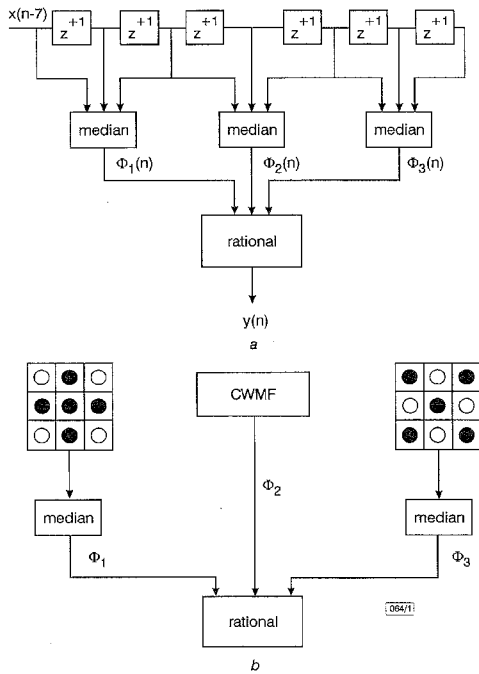 x(n-7)
z+1 z+1 z+1 z+1 z+1 z+1
median median median
Φ1(n) Φ2(n) Φ3(n)
rational
y(n)
a
CWMF
Φ2
median median
Φ1 Φ3
064/1
rational
b